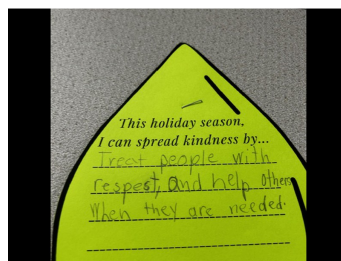 This holiday season,
I can spread kindness by...
Treat people with
respest, and help others
When they are needed.